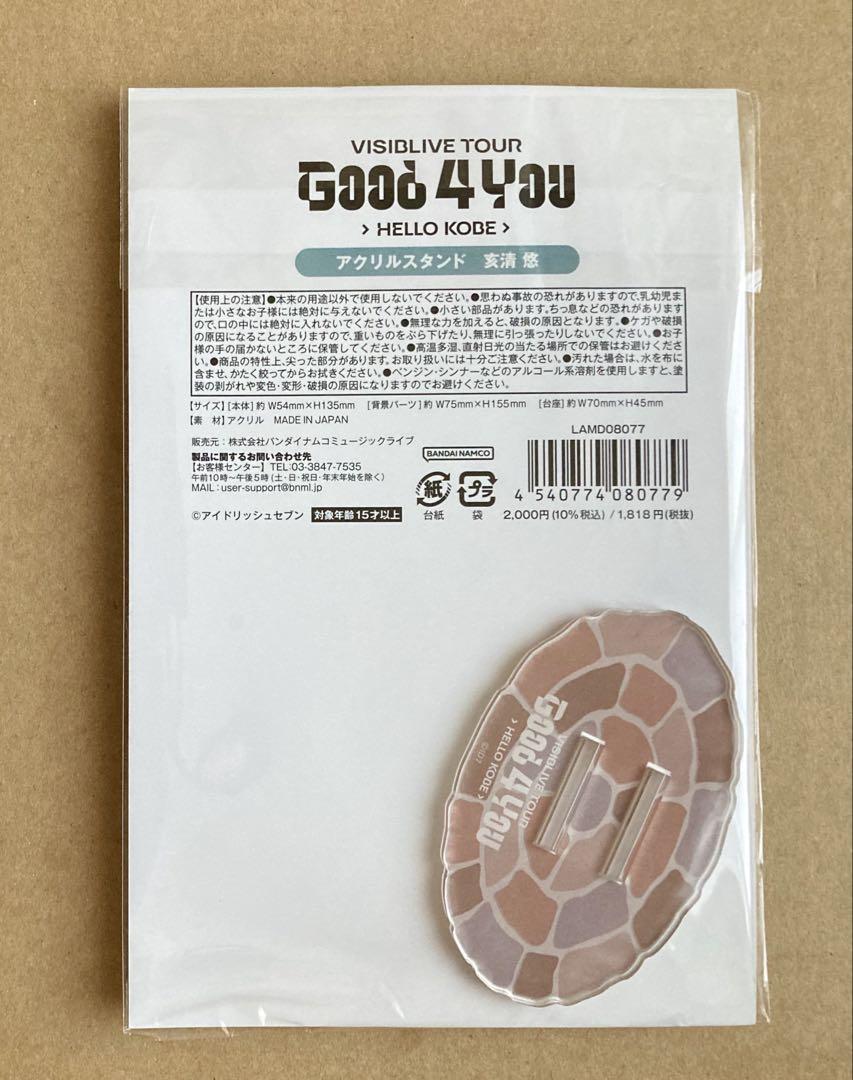 VISIBLIVE TOUR
Good 4 You
> HELLO KOBE >
アクリルスタンド 亥清 悠
【使用上の注意】●本来の用途以外で使用しないでください。●思わぬ事故の恐れがありますので、乳幼児ま
たは小さなお子様には絶対に与えないでください。●小さい部品があります。ちっ息などの恐れがあります
ので、口の中には絶対に入れないでください。●無理な力を加えると、破損の原因となります。●ケガや破損
の原因になることがありますので、重いものをぶら下げたり、無理に引っ張ったりしないでください。●お子
様の手の届かないところに保管してください。●高温多湿、直射日光の当たる場所での保管はお避けくださ
い。●商品の特性上、尖った部分があります。お取り扱いには十分ご注意ください。●汚れた場合は、水を布に
含ませ、かたく絞ってからお拭きください。●ベンジン・シンナーなどのアルコール系溶剤を使用しますと、塗
装の剥がれや変色・変形・破損の原因になりますのでお避けください。
【サイズ】[本体]約 W54mm×H135mm [背景パーツ]約 W75mm×H155mm [台座]約 W70mm×H45mm
【素 材】アクリル MADE IN JAPAN
販売元：株式会社バンダイナムコミュージックライブ
製品に関するお問い合わせ先
【お客様センター】TEL:03-3847-7535
午前10時〜午後5時(土・日・祝日・年末年始を除く)
MAIL：user-support@bnml.jp
©アイドリッシュセブン 対象年齢15才以上
BANDAI NAMCO
紙
台紙
プラ
袋
LAMD08077
4 540774 080779
2,000円(10%税込) / 1,818円(税抜)
VISIBLIVE TOUR
Good 4 You
> HELLO KOBE >
©ID7